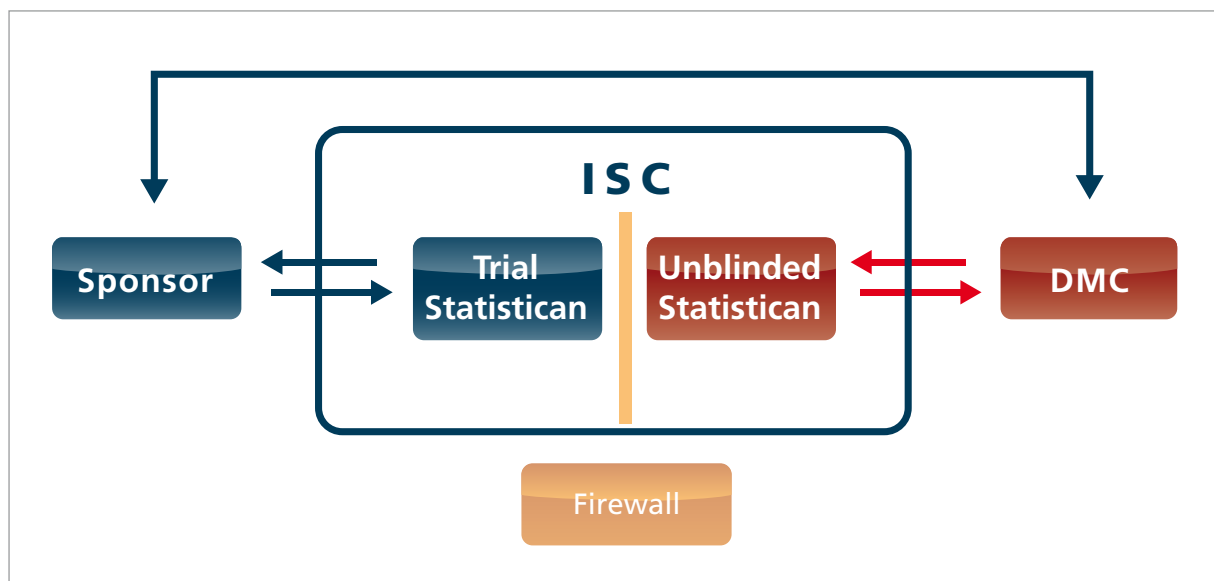 ISC
Sponsor
Trial
Statistican
Unblinded
Statistican
DMC
Firewall